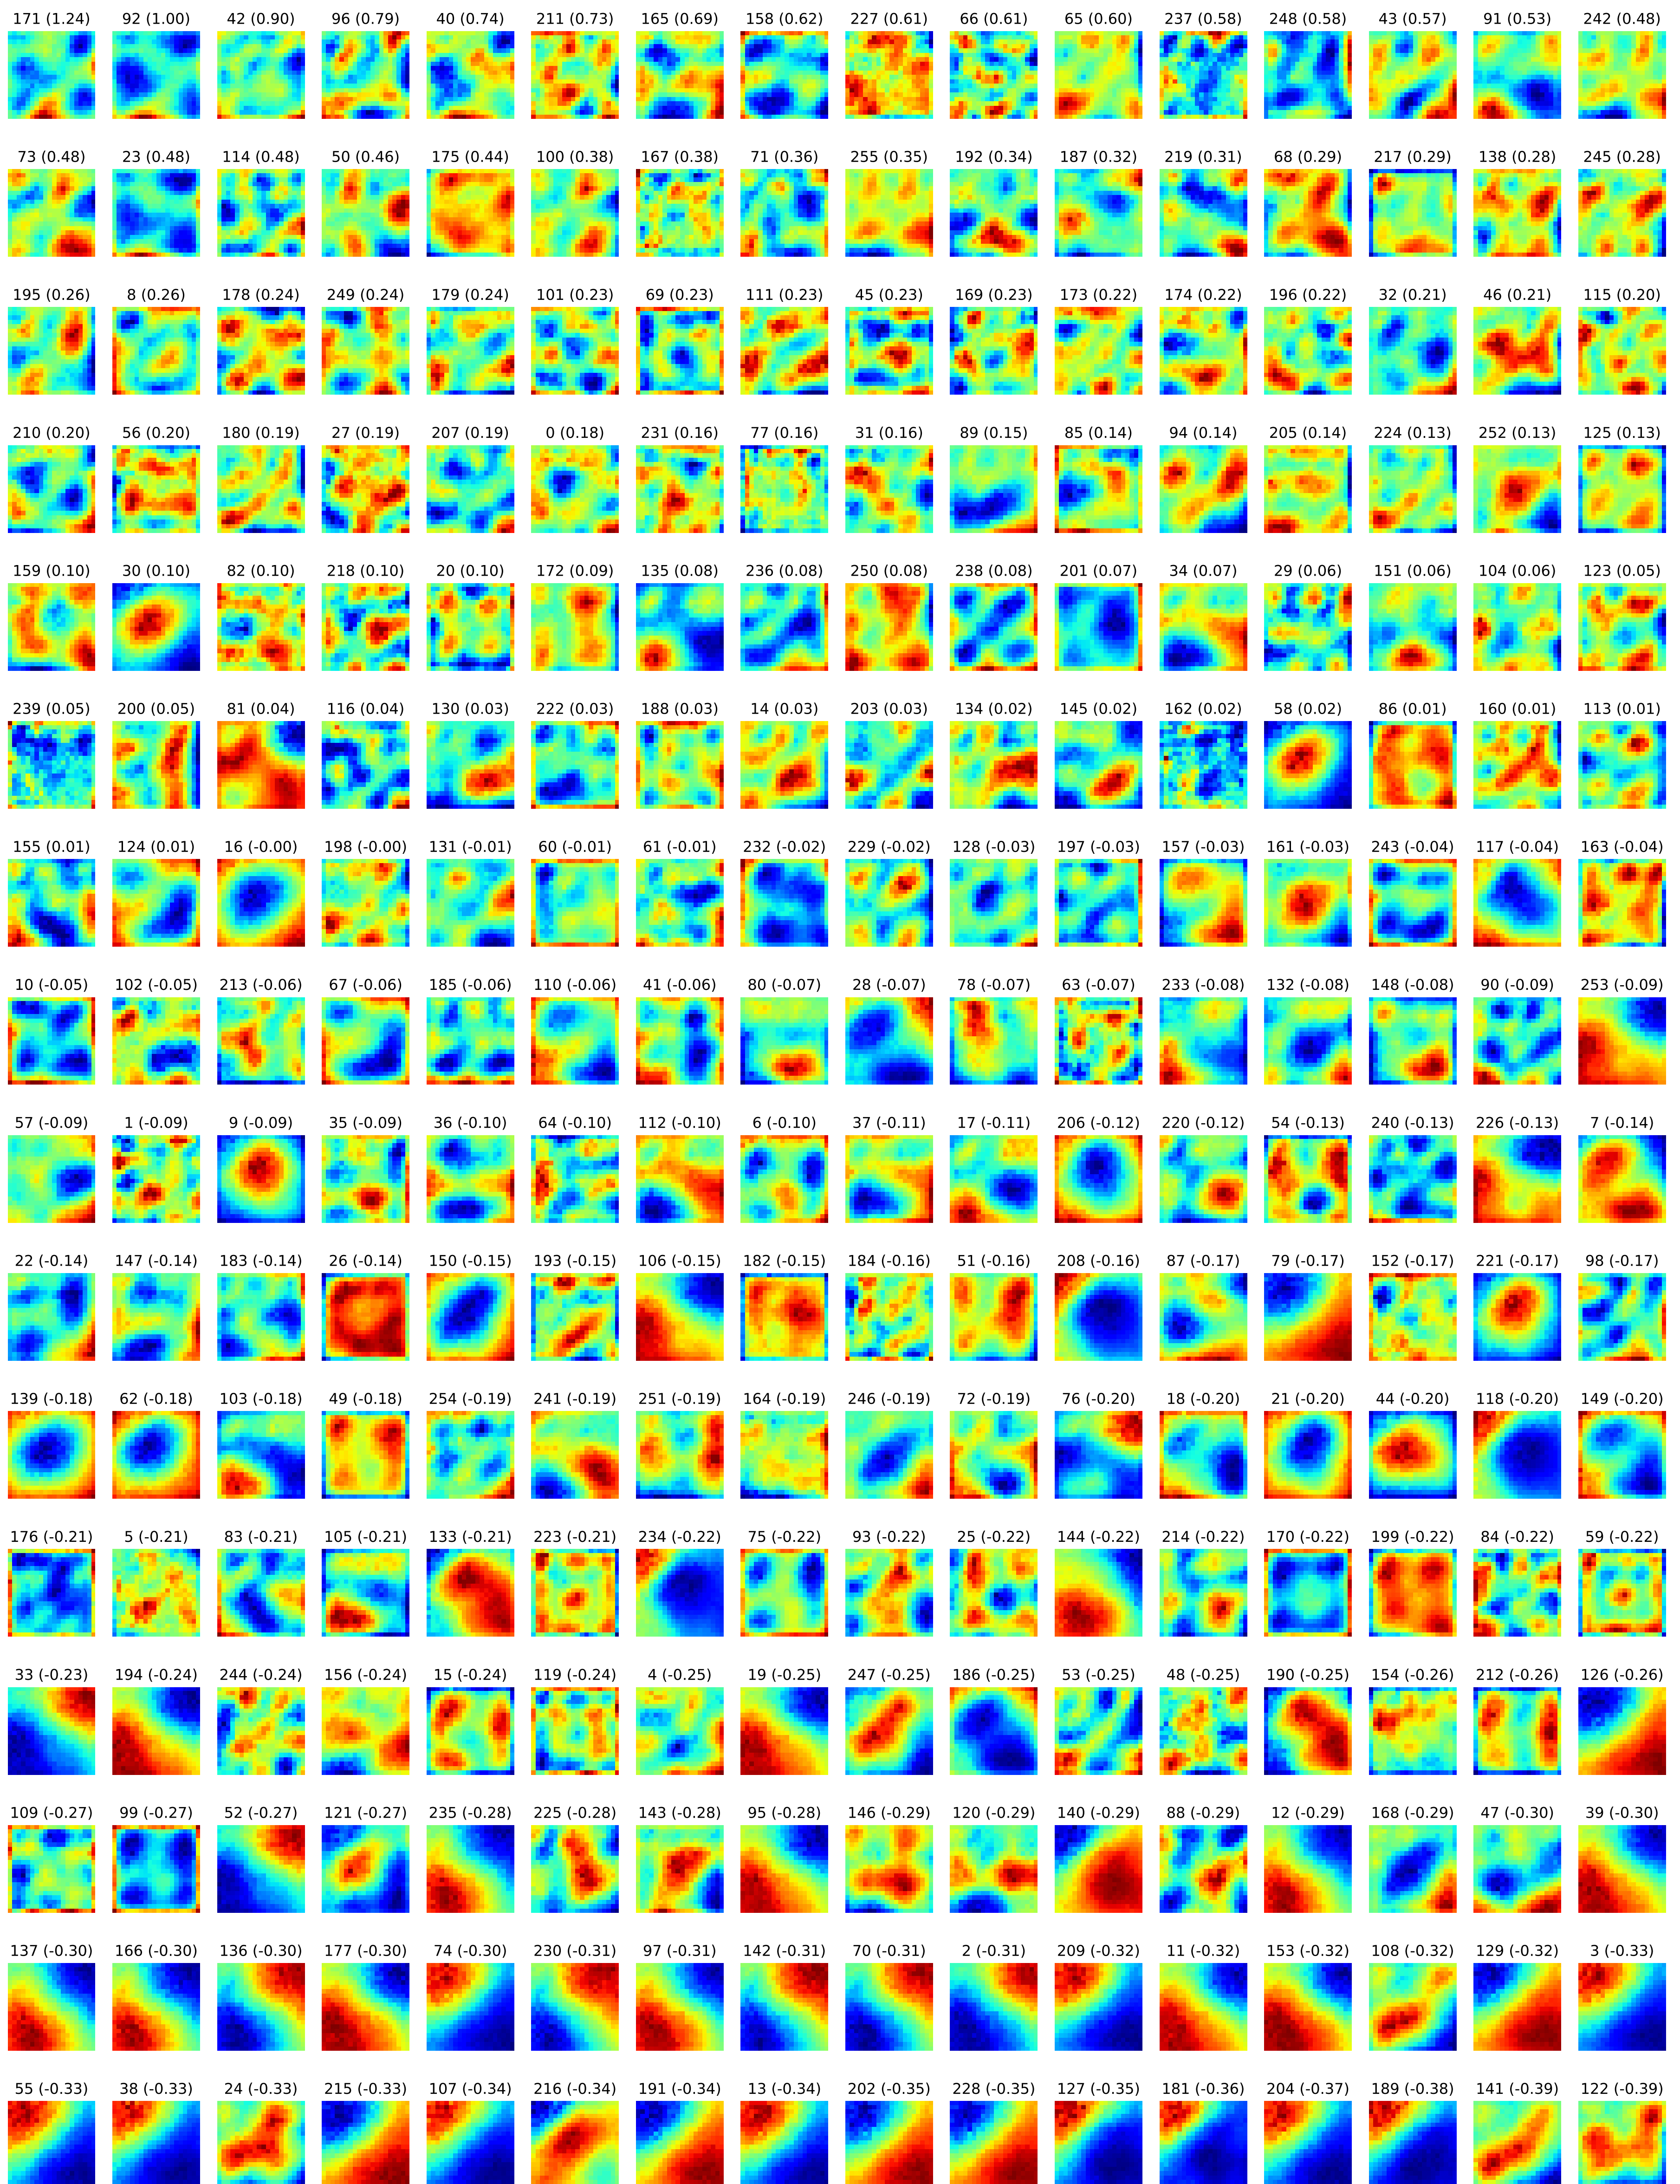 171 (1.24) 92 (1.00) 42 (0.90) 96 (0.79) 40 (0.74) 211 (0.73) 165 (0.69) 158 (0.62) 227 (0.61) 66 (0.61) 65 (0.60) 237 (0.58) 248 (0.58) 43 (0.57) 91 (0.53) 242 (0.48)
73 (0.48) 23 (0.48) 114 (0.48) 50 (0.46) 175 (0.44) 100 (0.38) 167 (0.38) 71 (0.36) 255 (0.35) 192 (0.34) 187 (0.32) 219 (0.31) 68 (0.29) 217 (0.29) 138 (0.28) 245 (0.28)
195 (0.26) 8 (0.26) 178 (0.24) 249 (0.24) 179 (0.24) 101 (0.23) 69 (0.23) 111 (0.23) 45 (0.23) 169 (0.23) 173 (0.22) 174 (0.22) 196 (0.22) 32 (0.21) 46 (0.21) 115 (0.20)
210 (0.20) 56 (0.20) 180 (0.19) 27 (0.19) 207 (0.19) 0 (0.18) 231 (0.16) 77 (0.16) 31 (0.16) 89 (0.15) 85 (0.14) 94 (0.14) 205 (0.14) 224 (0.13) 252 (0.13) 125 (0.13)
159 (0.10) 30 (0.10) 82 (0.10) 218 (0.10) 20 (0.10) 172 (0.09) 135 (0.08) 236 (0.08) 250 (0.08) 238 (0.08) 201 (0.07) 34 (0.07) 29 (0.06) 151 (0.06) 104 (0.06) 123 (0.05)
239 (0.05) 200 (0.05) 81 (0.04) 116 (0.04) 130 (0.03) 222 (0.03) 188 (0.03) 14 (0.03) 203 (0.03) 134 (0.02) 145 (0.02) 162 (0.02) 58 (0.02) 86 (0.01) 160 (0.01) 113 (0.01)
155 (0.01) 124 (0.01) 16 (-0.00) 198 (-0.00) 131 (-0.01) 60 (-0.01) 61 (-0.01) 232 (-0.02) 229 (-0.02) 128 (-0.03) 197 (-0.03) 157 (-0.03) 161 (-0.03) 243 (-0.04) 117 (-0.04) 163 (-0.04)
10 (-0.05) 102 (-0.05) 213 (-0.06) 67 (-0.06) 185 (-0.06) 110 (-0.06) 41 (-0.06) 80 (-0.07) 28 (-0.07) 78 (-0.07) 63 (-0.07) 233 (-0.08) 132 (-0.08) 148 (-0.08) 90 (-0.09) 253 (-0.09)
57 (-0.09) 1 (-0.09) 9 (-0.09) 35 (-0.09) 36 (-0.10) 64 (-0.10) 112 (-0.10) 6 (-0.10) 37 (-0.11) 17 (-0.11) 206 (-0.12) 220 (-0.12) 54 (-0.13) 240 (-0.13) 226 (-0.13) 7 (-0.14)
22 (-0.14) 147 (-0.14) 183 (-0.14) 26 (-0.14) 150 (-0.15) 193 (-0.15) 106 (-0.15) 182 (-0.15) 184 (-0.16) 51 (-0.16) 208 (-0.16) 87 (-0.17) 79 (-0.17) 152 (-0.17) 221 (-0.17) 98 (-0.17)
139 (-0.18) 62 (-0.18) 103 (-0.18) 49 (-0.18) 254 (-0.19) 241 (-0.19) 251 (-0.19) 164 (-0.19) 246 (-0.19) 72 (-0.19) 76 (-0.20) 18 (-0.20) 21 (-0.20) 44 (-0.20) 118 (-0.20) 149 (-0.20)
176 (-0.21) 5 (-0.21) 83 (-0.21) 105 (-0.21) 133 (-0.21) 223 (-0.21) 234 (-0.22) 75 (-0.22) 93 (-0.22) 25 (-0.22) 144 (-0.22) 214 (-0.22) 170 (-0.22) 199 (-0.22) 84 (-0.22) 59 (-0.22)
33 (-0.23) 194 (-0.24) 244 (-0.24) 156 (-0.24) 15 (-0.24) 119 (-0.24) 4 (-0.25) 19 (-0.25) 247 (-0.25) 186 (-0.25) 53 (-0.25) 48 (-0.25) 190 (-0.25) 154 (-0.26) 212 (-0.26) 126 (-0.26)
109 (-0.27) 99 (-0.27) 52 (-0.27) 121 (-0.27) 235 (-0.28) 225 (-0.28) 143 (-0.28) 95 (-0.28) 146 (-0.29) 120 (-0.29) 140 (-0.29) 88 (-0.29) 12 (-0.29) 168 (-0.29) 47 (-0.30) 39 (-0.30)
137 (-0.30) 166 (-0.30) 136 (-0.30) 177 (-0.30) 74 (-0.30) 230 (-0.31) 97 (-0.31) 142 (-0.31) 70 (-0.31) 2 (-0.31) 209 (-0.32) 11 (-0.32) 153 (-0.32) 108 (-0.32) 129 (-0.32) 3 (-0.33)
55 (-0.33) 38 (-0.33) 24 (-0.33) 215 (-0.33) 107 (-0.34) 216 (-0.34) 191 (-0.34) 13 (-0.34) 202 (-0.35) 228 (-0.35) 127 (-0.35) 181 (-0.36) 204 (-0.37) 189 (-0.38) 141 (-0.39) 122 (-0.39)